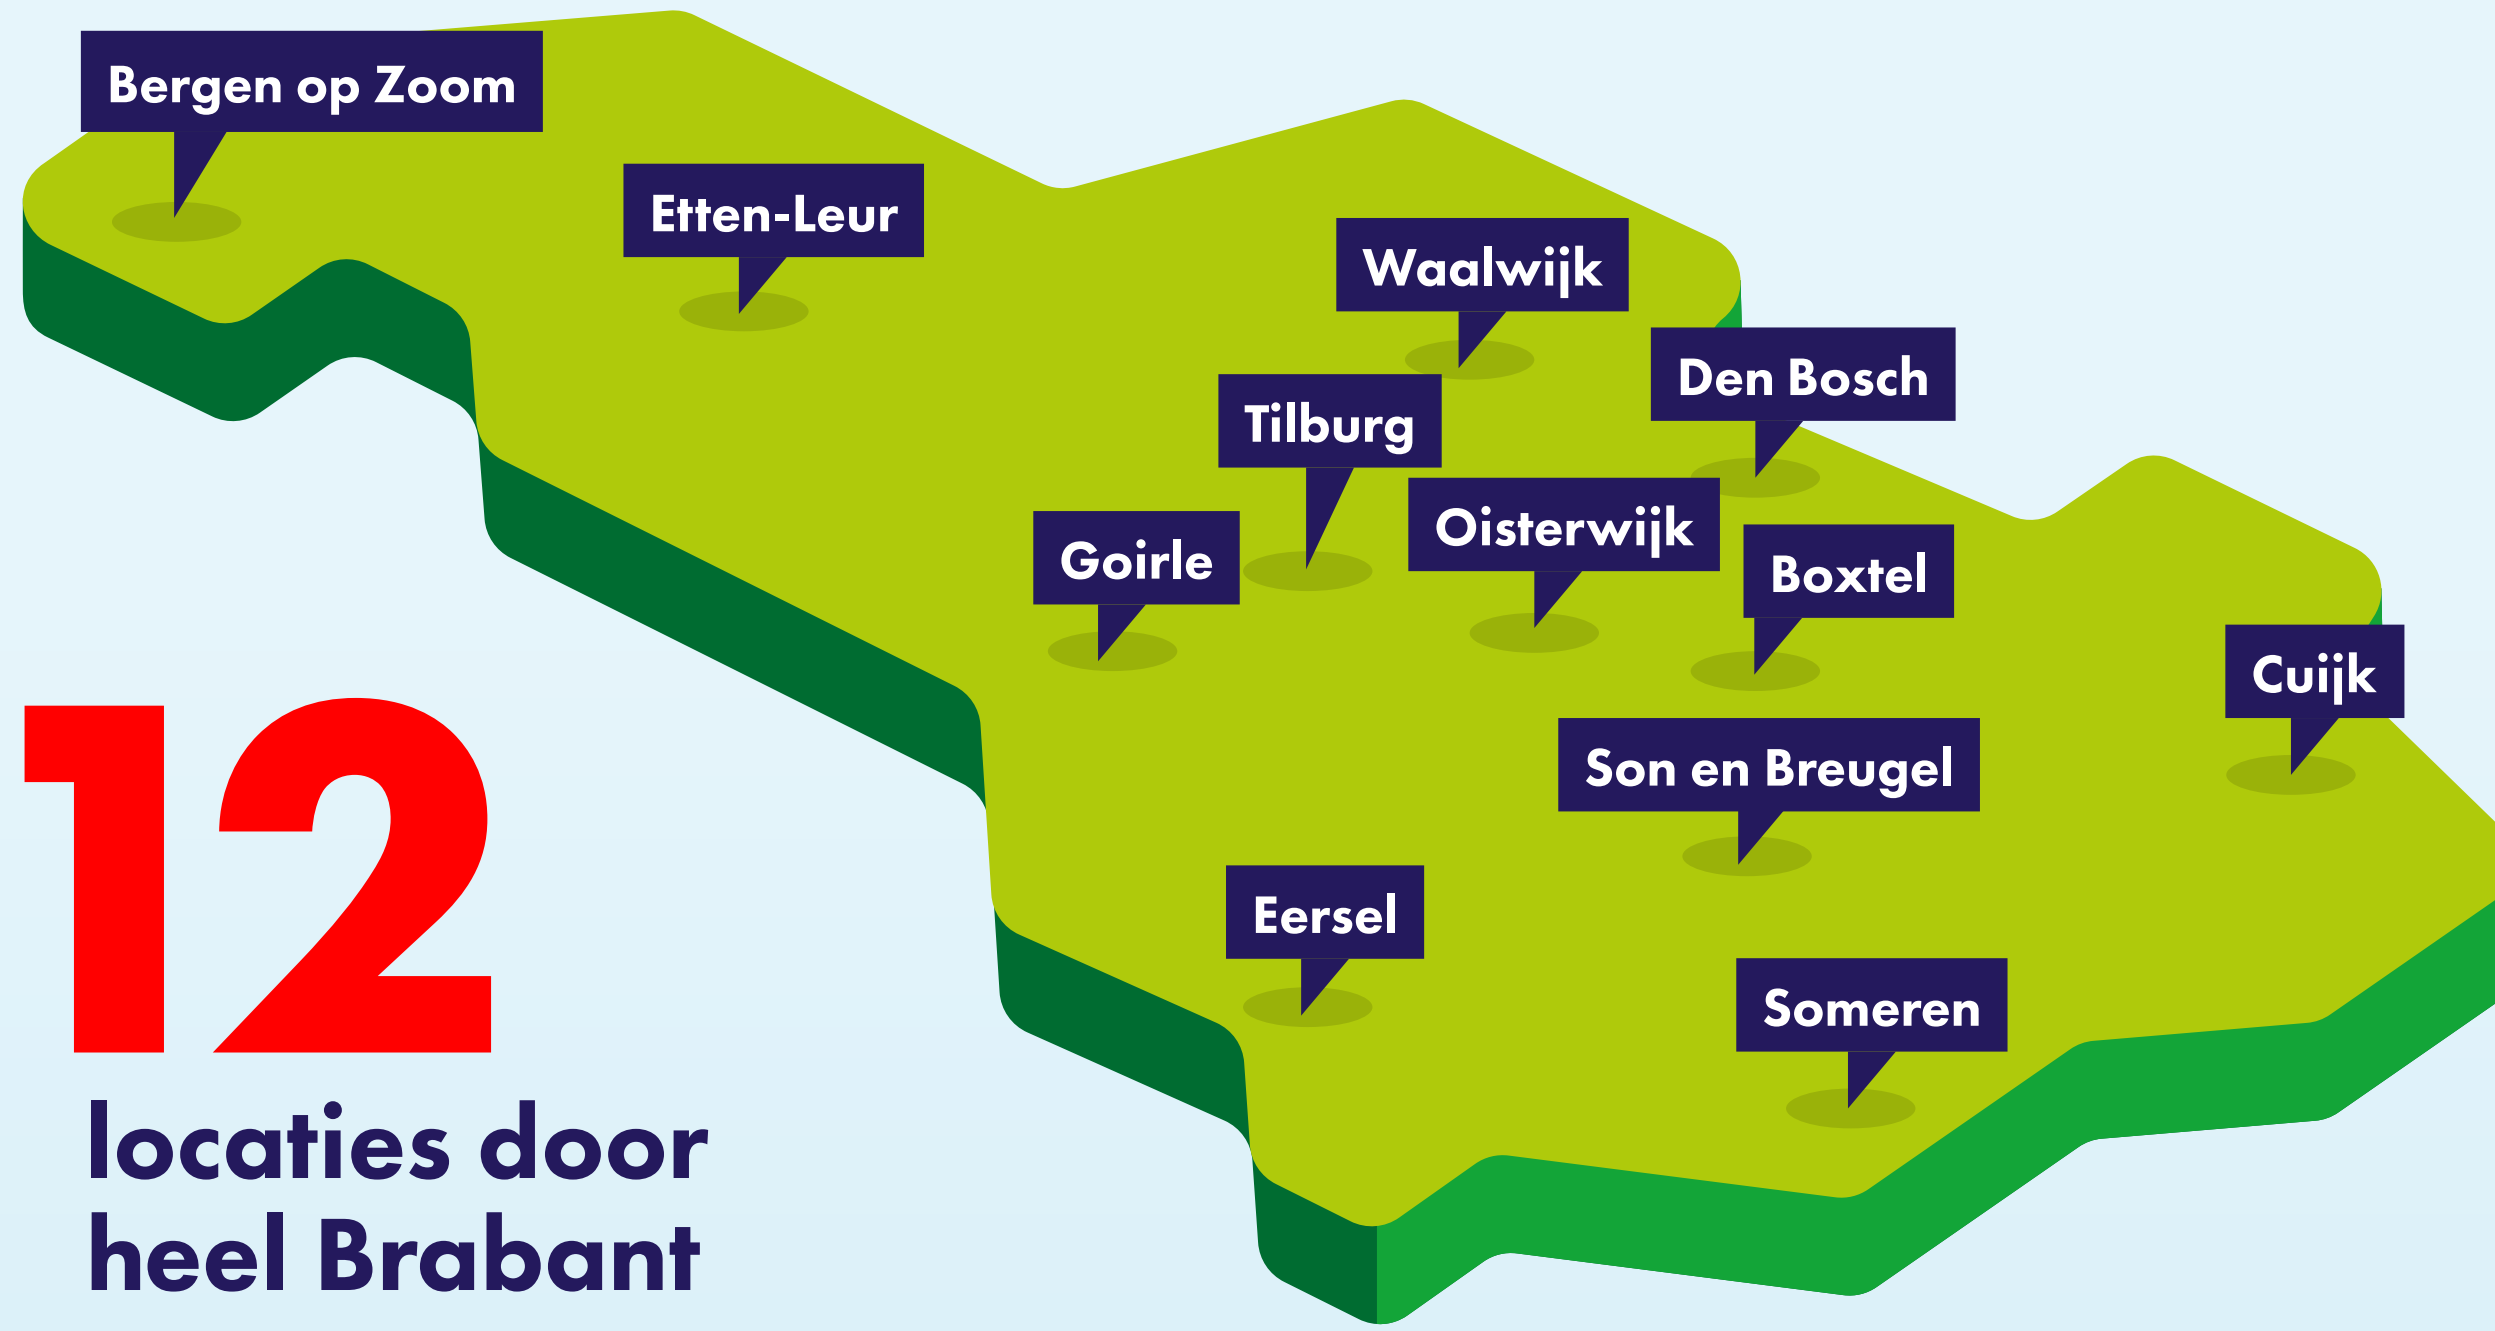 Bergen op Zoom
Etten-Leur
Waalwijk
Den Bosch
Tilburg
Oisterwijk
Goirle
Boxtel
Cuijk
Son en Breugel
Eersel
Someren
12
locaties door
heel Brabant